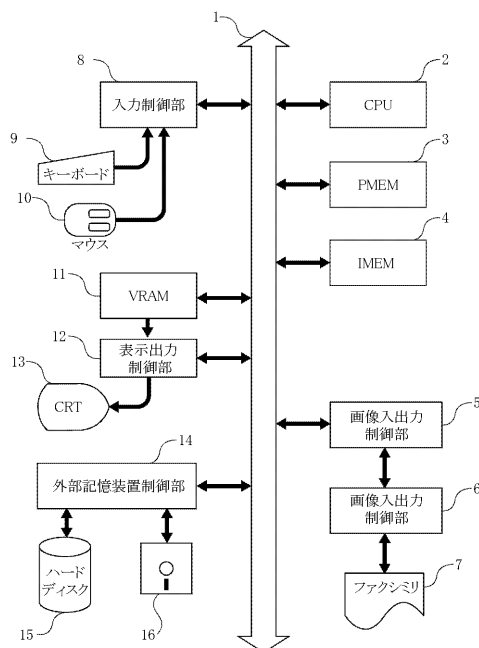 1
8
入力制御部
2
CPU
9
キーボード
3
PMEM
10
マウス
4
IMEM
11
VRAM
12
表示出力
制御部
13
CRT
5
画像入出力
制御部
14
外部記憶装置制御部
6
画像入出力
制御部
ハード
ディスク
15
16
7
ファクシミリ